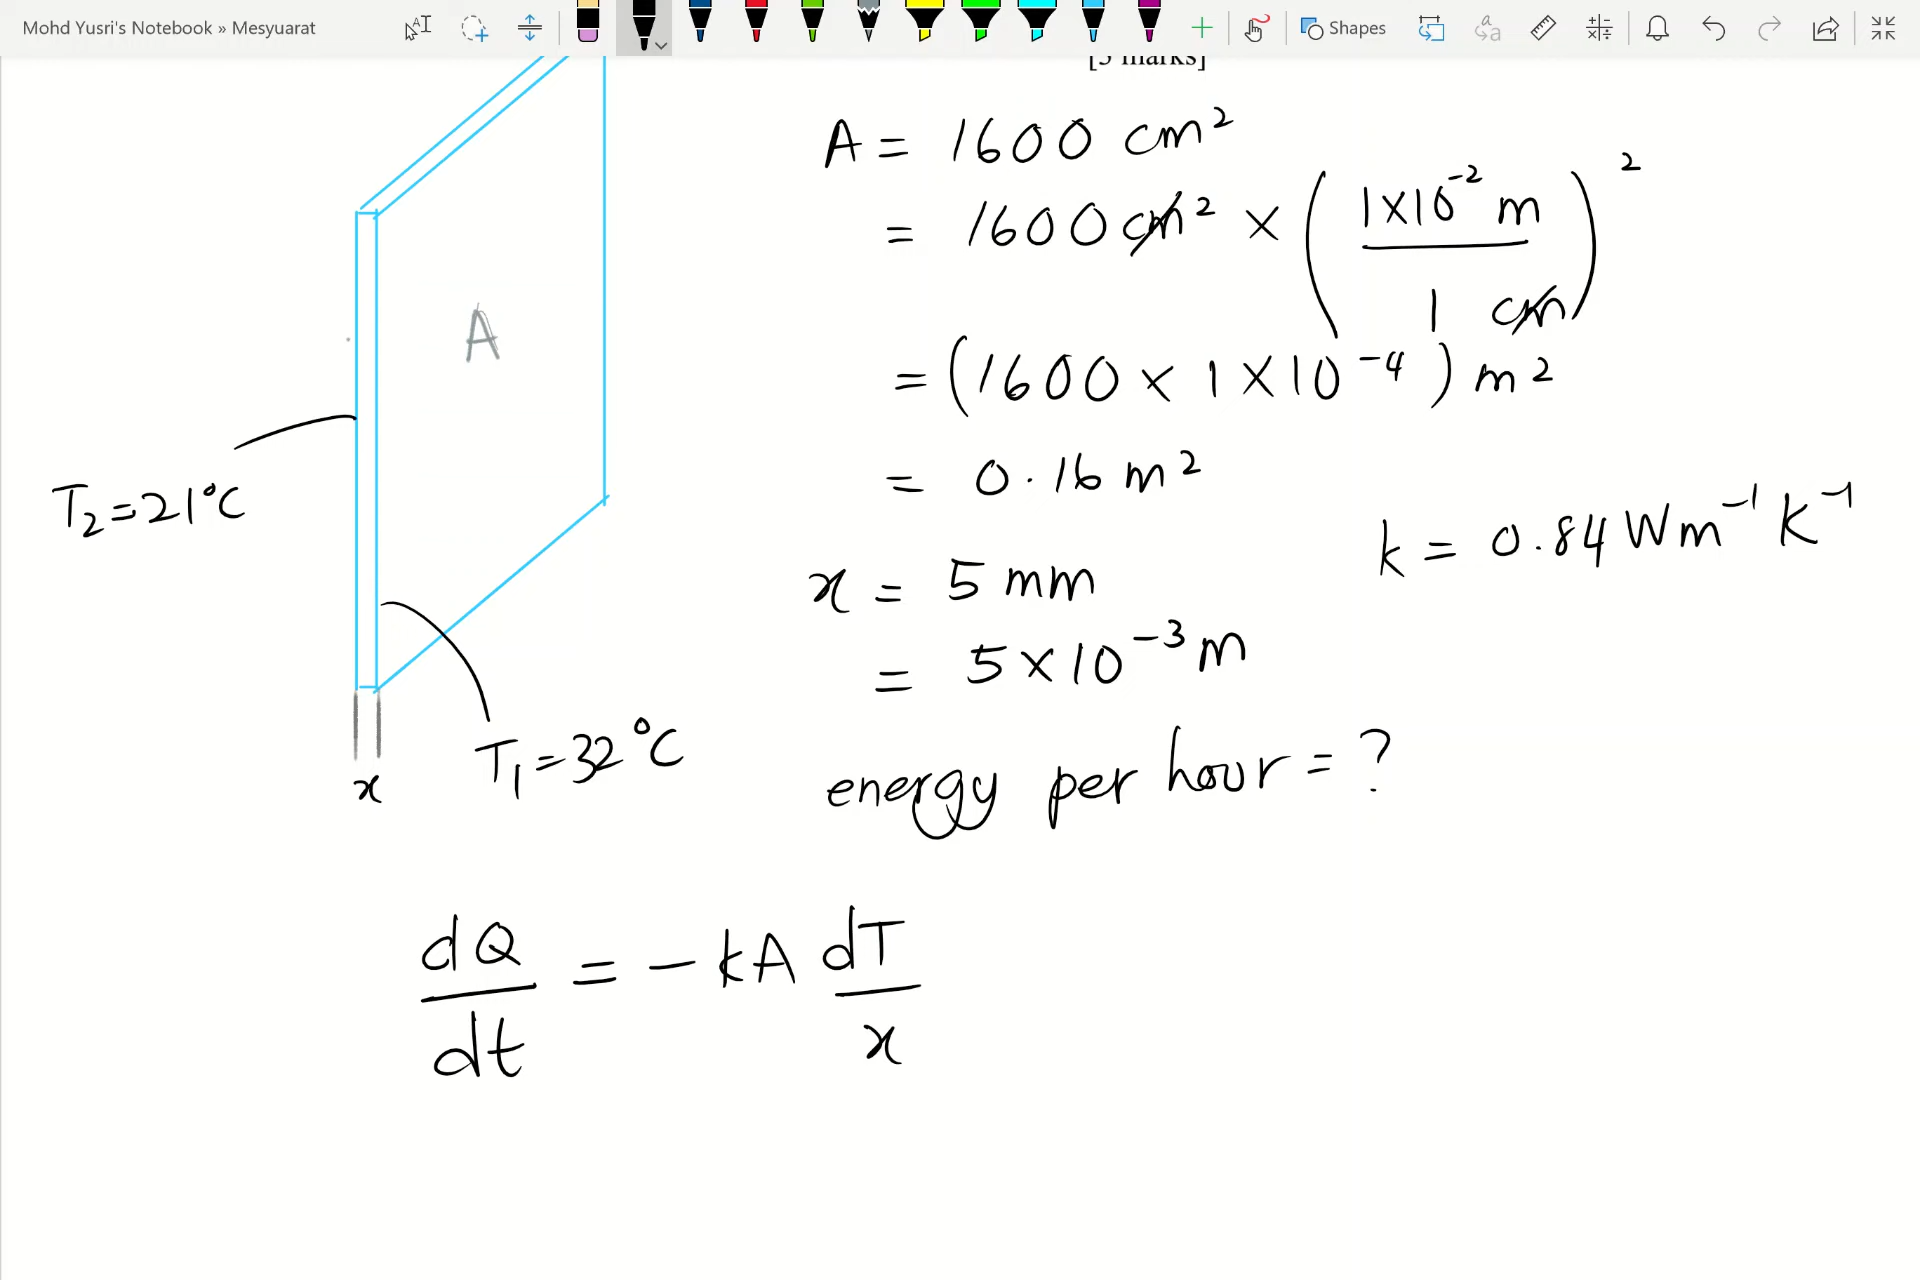 Mohd Yusri's Notebook » Mesyuarat
Shapes
[5 marks]
A = 1600 cm²
= 1600 cm² × (1×10⁻² m / 1 cm)²
= (1600 × 1 × 10⁻⁴) m²
= 0.16 m²
A
T₂ = 21°C
k = 0.84 Wm⁻¹ K⁻¹
x = 5 mm
= 5×10⁻³ m
T₁ = 32°C
x
energy per hour = ?
dQ/dt = −kA dT/x